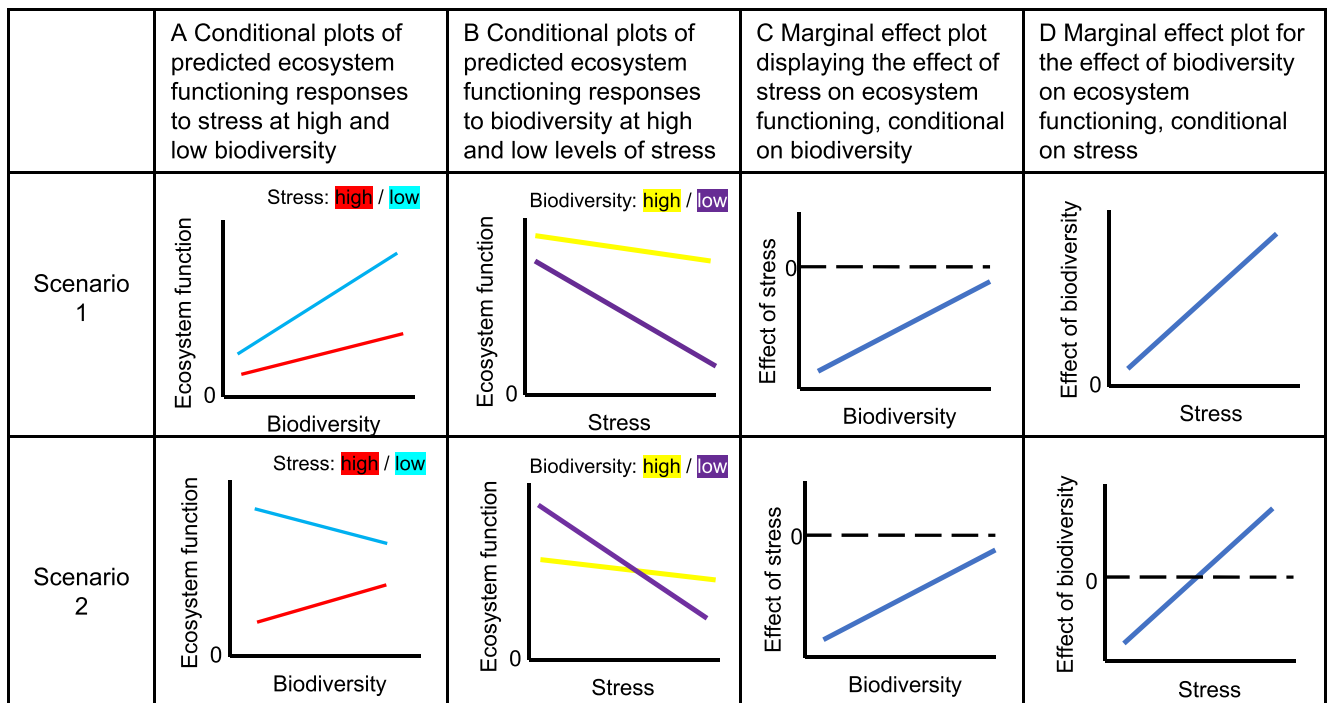 A Conditional plots of
predicted ecosystem
functioning responses
to stress at high and
low biodiversity
B Conditional plots of
predicted ecosystem
functioning responses
to biodiversity at high
and low levels of stress
C Marginal effect plot
displaying the effect of
stress on ecosystem
functioning, conditional
on biodiversity
D Marginal effect plot for
the effect of biodiversity
on ecosystem
functioning, conditional
on stress
Scenario
1
Stress: high / low
Ecosystem function
0
Biodiversity
Biodiversity: high / low
Ecosystem function
0
Stress
Effect of stress
0
Biodiversity
Effect of biodiversity
0
Stress
Scenario
2
Stress: high / low
Ecosystem function
0
Biodiversity
Biodiversity: high / low
Ecosystem function
0
Stress
Effect of stress
0
Biodiversity
Effect of biodiversity
0
Stress